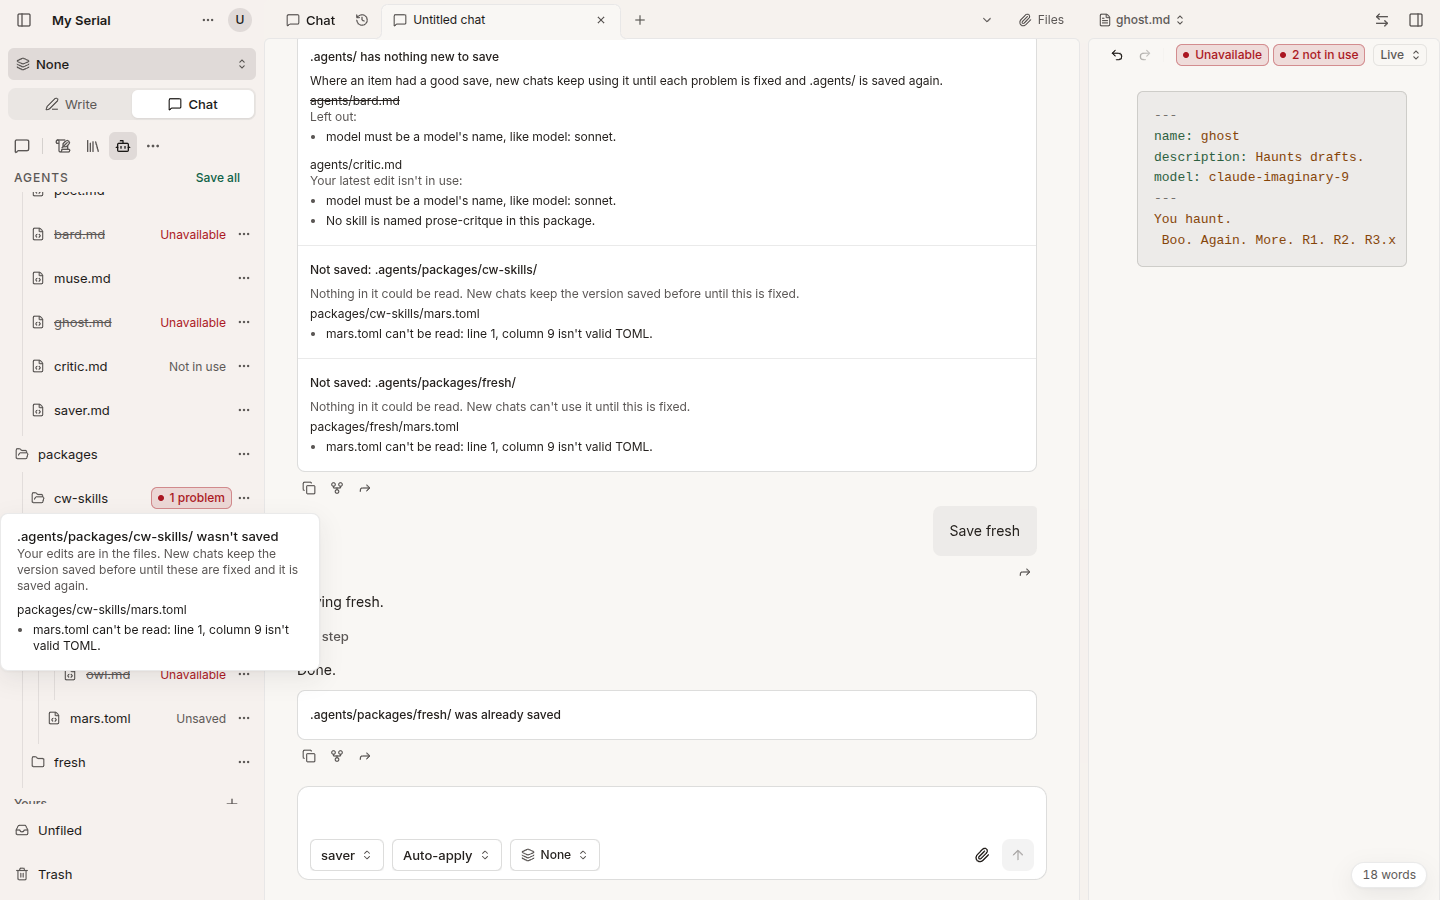 My Serial
U
Chat
Untitled chat
Files
ghost.md
None
Write
Chat
AGENTS
Save all
poet.md
bard.md
Unavailable
muse.md
ghost.md
Unavailable
critic.md
Not in use
saver.md
packages
cw-skills
1 problem
.agents/packages/cw-skills/ wasn't saved
Your edits are in the files. New chats keep the
version saved before until these are fixed and it is
saved again.
packages/cw-skills/mars.toml
• mars.toml can't be read: line 1, column 9 isn't
valid TOML.
owl.md
Unavailable
mars.toml
Unsaved
fresh
Yours
Unfiled
Trash
.agents/ has nothing new to save
Where an item had a good save, new chats keep using it until each problem is fixed and .agents/ is saved again.
agents/bard.md
Left out:
• model must be a model's name, like model: sonnet.
agents/critic.md
Your latest edit isn't in use:
• model must be a model's name, like model: sonnet.
• No skill is named prose-critque in this package.
Not saved: .agents/packages/cw-skills/
Nothing in it could be read. New chats keep the version saved before until this is fixed.
packages/cw-skills/mars.toml
• mars.toml can't be read: line 1, column 9 isn't valid TOML.
Not saved: .agents/packages/fresh/
Nothing in it could be read. New chats can't use it until this is fixed.
packages/fresh/mars.toml
• mars.toml can't be read: line 1, column 9 isn't valid TOML.
Save fresh
ing fresh.
step
Done.
.agents/packages/fresh/ was already saved
saver
Auto-apply
None
Unavailable
2 not in use
Live
---
name: ghost
description: Haunts drafts.
model: claude-imaginary-9
---
You haunt.
Boo. Again. More. R1. R2. R3.x
18 words